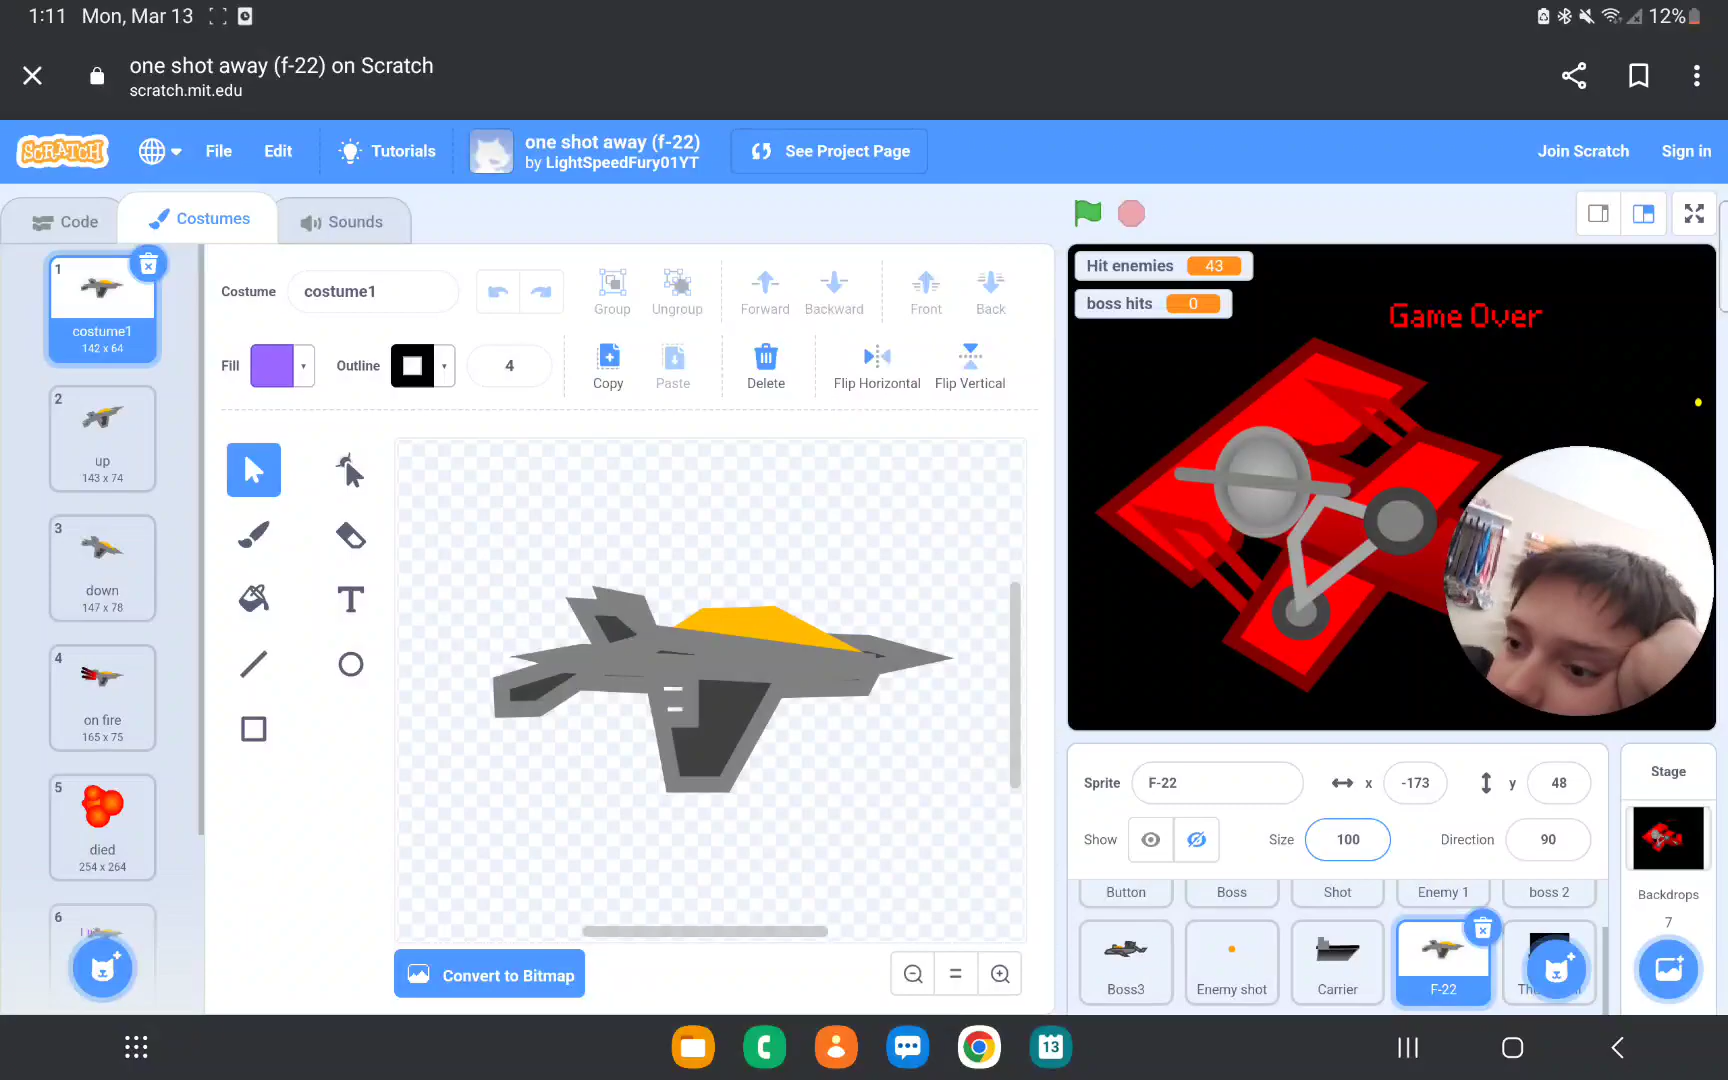 1:11 Mon, Mar 13
12%
one shot away (f-22) on Scratch
scratch.mit.edu
SCRATCH
File
Edit
Tutorials
one shot away (f-22)
by LightSpeedFury01YT
See Project Page
Join Scratch
Sign in
Code
Costumes
Sounds
1
costume1
142 x 64
2
up
143 x 74
3
down
147 x 78
4
on fire
165 x 75
5
died
254 x 264
6
Costume
costume1
Group
Ungroup
Forward
Backward
Front
Back
Fill
Outline
4
Copy
Paste
Delete
Flip Horizontal
Flip Vertical
T
Convert to Bitmap
Hit enemies 43
boss hits 0
Game Over
Sprite
F-22
x
-173
y
48
Show
Size
100
Direction
90
Button
Boss
Shot
Enemy 1
boss 2
Boss3
Enemy shot
Carrier
F-22
Stage
Backdrops
7
13